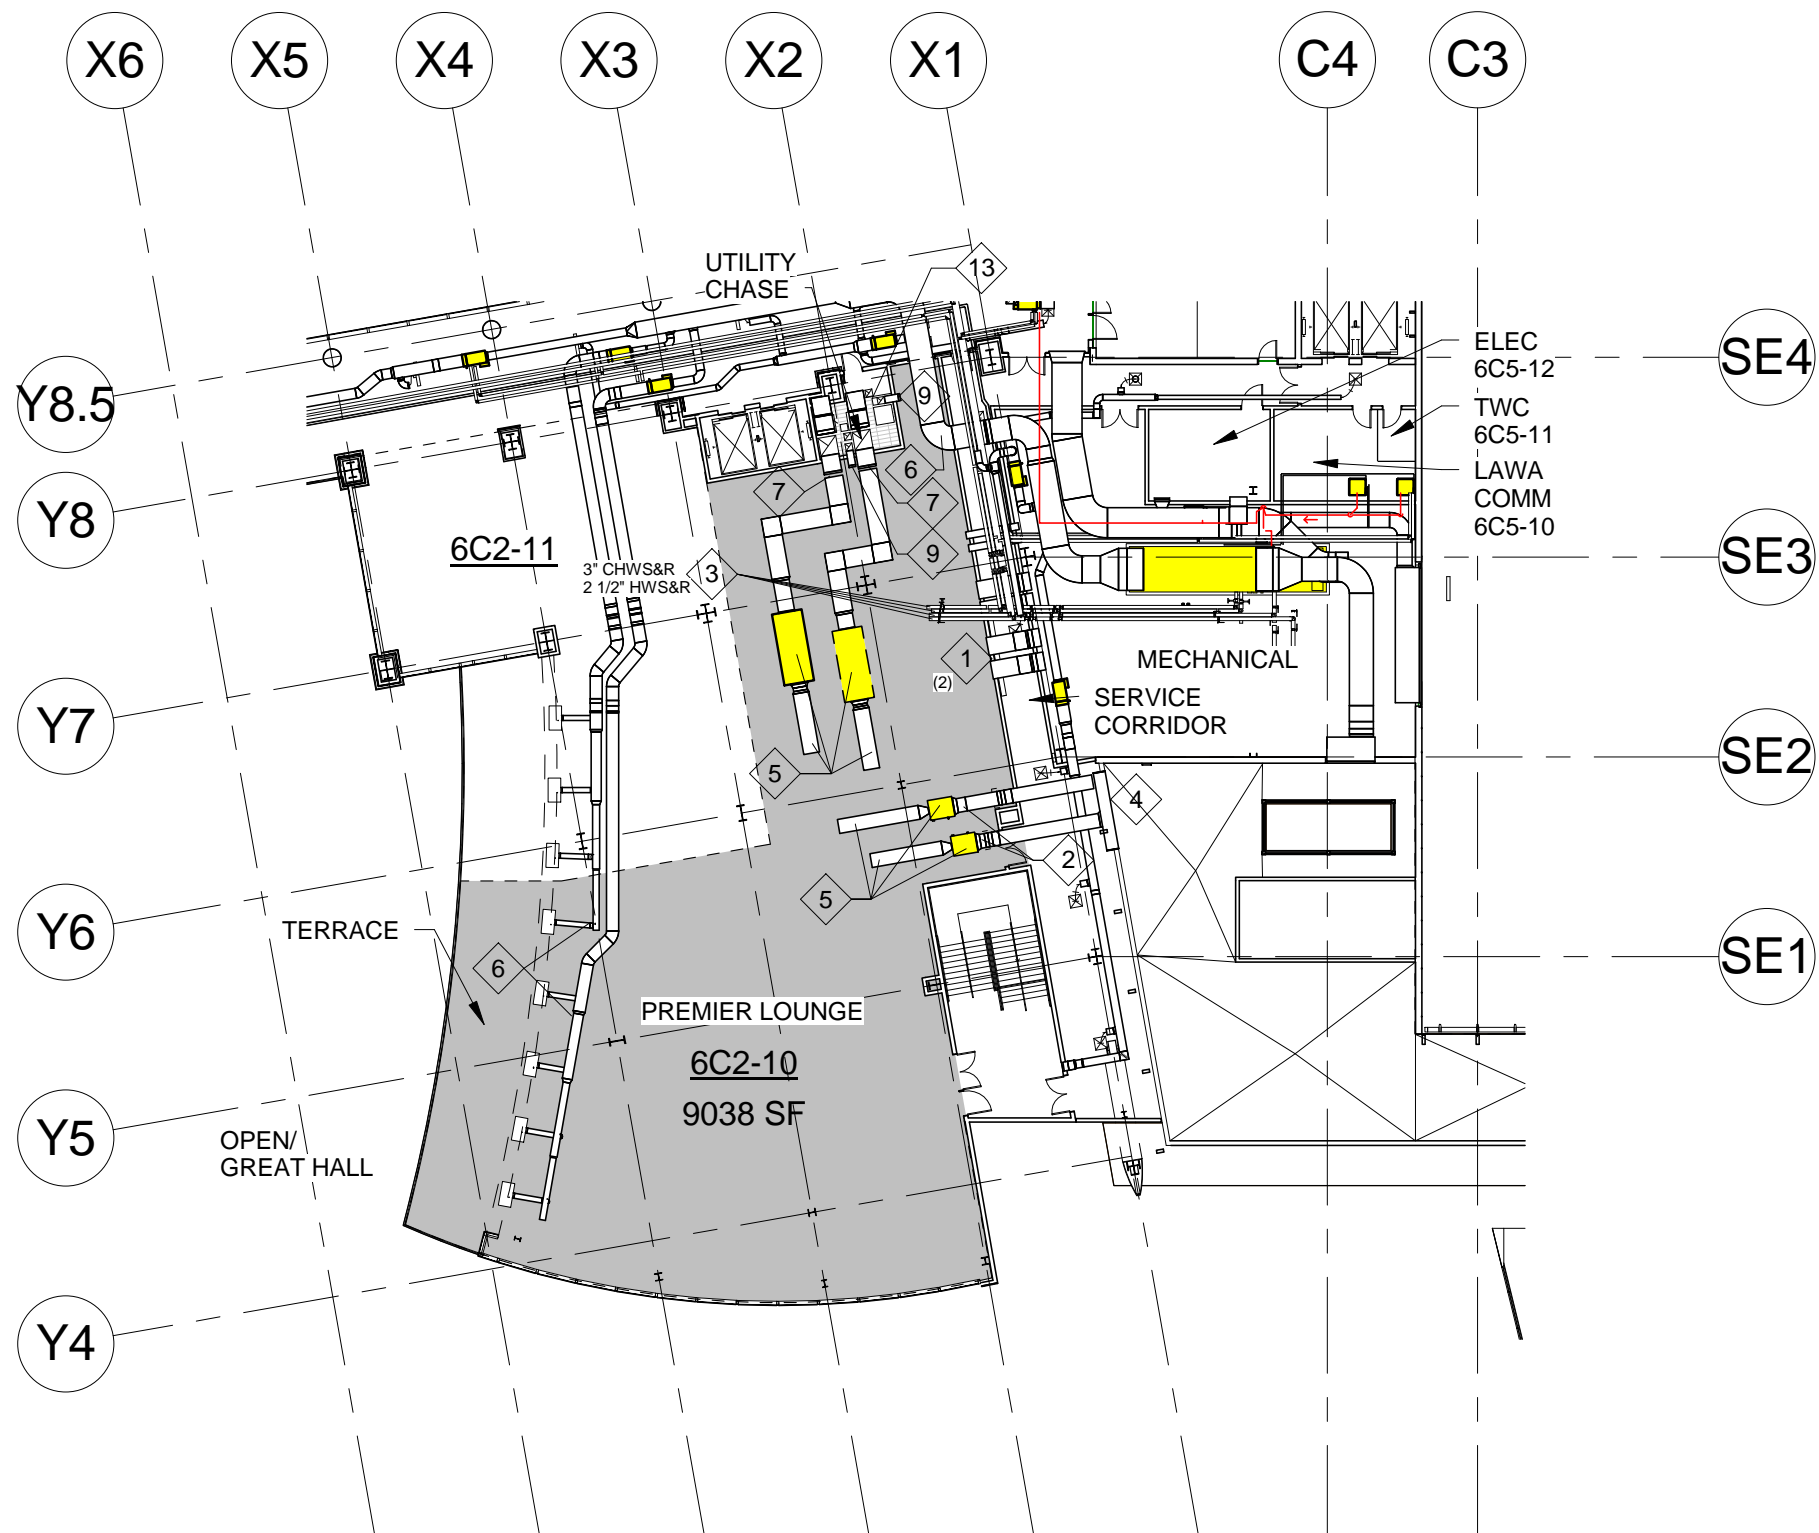 X6
X5
X4
X3
X2
X1
C4
C3
UTILITY
CHASE
13
ELEC
6C5-12
SE4
Y8.5
9
TWC
6C5-11
6
LAWA
COMM
6C5-10
7
7
Y8
6C2-11
9
SE3
3" CHWS&R
2 1/2" HWS&R
3
1
(2)
MECHANICAL
SERVICE
CORRIDOR
Y7
5
SE2
4
2
5
Y6
TERRACE
6
SE1
PREMIER LOUNGE
6C2-10
9038 SF
Y5
OPEN/
GREAT HALL
Y4